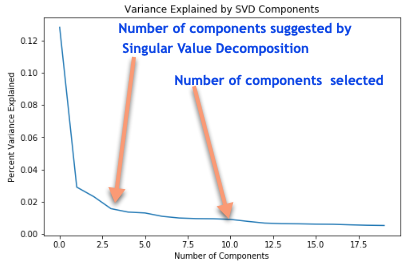 Variance Explained by SVD Components
Number of components suggested by
Singular Value Decomposition
Number of components selected
Percent Variance Explained
0.12
0.10
0.08
0.06
0.04
0.02
0.00
0.0 2.5 5.0 7.5 10.0 12.5 15.0 17.5
Number of Components